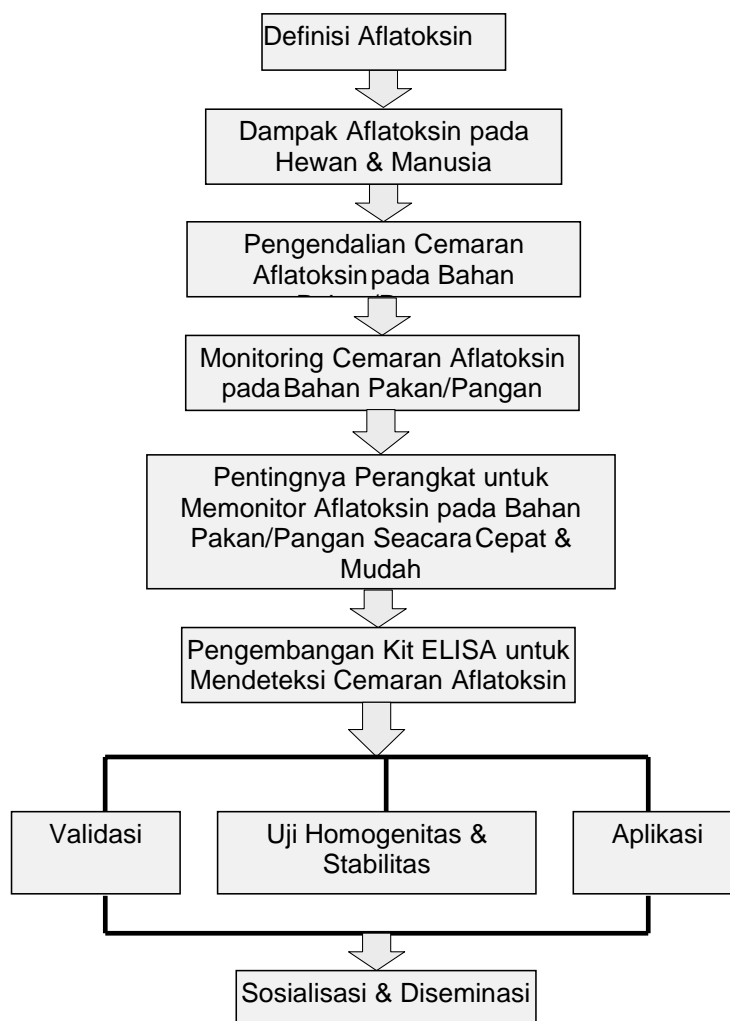 Definisi Aflatoksin
Dampak Aflatoksin pada
Hewan & Manusia
Pengendalian Cemaran
Aflatoksin pada Bahan
Monitoring Cemaran Aflatoksin
pada Bahan Pakan/Pangan
Pentingnya Perangkat untuk
Memonitor Aflatoksin pada Bahan
Pakan/Pangan Seacara Cepat &
Mudah
Pengembangan Kit ELISA untuk
Mendeteksi Cemaran Aflatoksin
Validasi
Uji Homogenitas &
Stabilitas
Aplikasi
Sosialisasi & Diseminasi